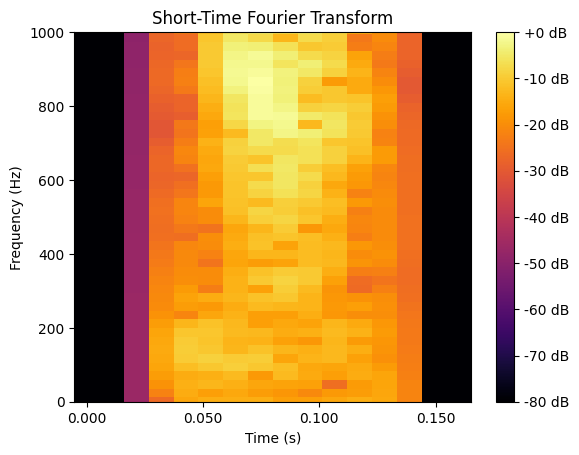 Short-Time Fourier Transform
1000
800
600
400
200
0
Frequency (Hz)
0.000
0.050
0.100
0.150
Time (s)
+0 dB
-10 dB
-20 dB
-30 dB
-40 dB
-50 dB
-60 dB
-70 dB
-80 dB